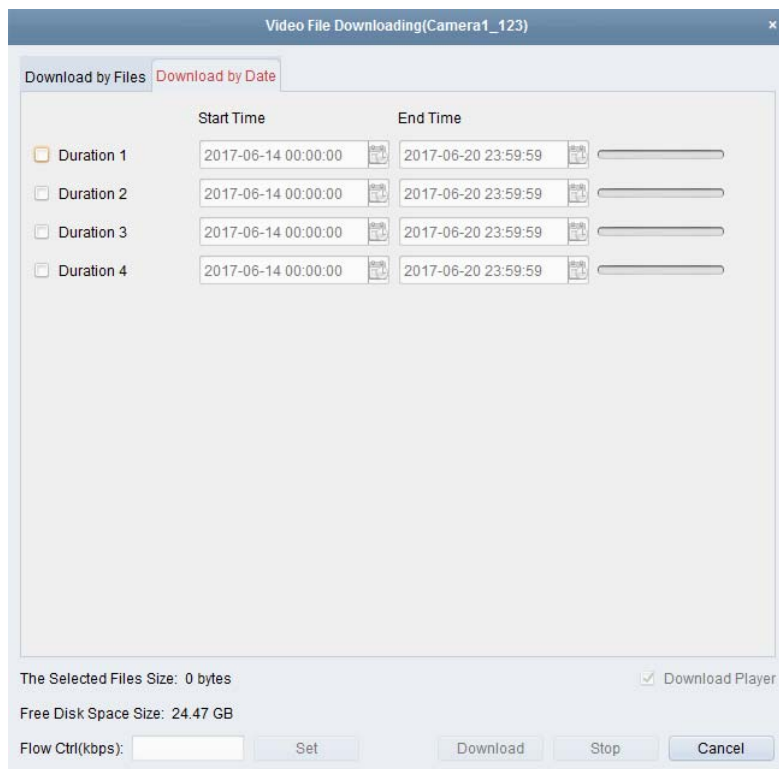 Video File Downloading(Camera1_123) ×
Download by Files Download by Date
Start Time End Time
Duration 1 2017-06-14 00:00:00 2017-06-20 23:59:59
Duration 2 2017-06-14 00:00:00 2017-06-20 23:59:59
Duration 3 2017-06-14 00:00:00 2017-06-20 23:59:59
Duration 4 2017-06-14 00:00:00 2017-06-20 23:59:59
The Selected Files Size: 0 bytes Download Player
Free Disk Space Size: 24.47 GB
Flow Ctrl(kbps): Set Download Stop Cancel